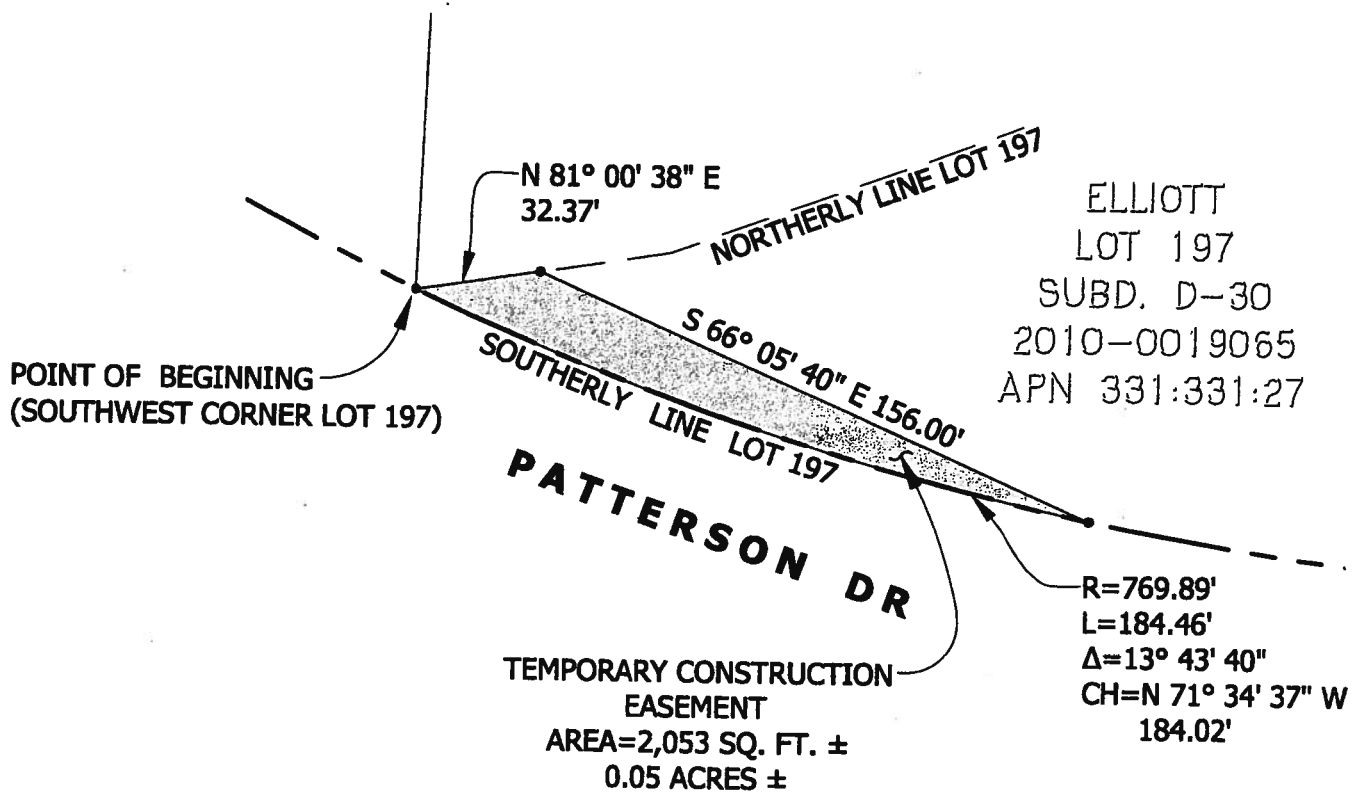 N 81° 00' 38" E
32.37'
NORTHERLY LINE LOT 197
ELLIOTT
LOT 197
SUBD. D-30
2010-0019065
APN 331:331:27
S 66° 05' 40" E 156.00'
POINT OF BEGINNING
(SOUTHWEST CORNER LOT 197)
SOUTHERLY LINE LOT 197
PATTERSON DR
R=769.89'
L=184.46'
Δ=13° 43' 40"
CH=N 71° 34' 37" W
184.02'
TEMPORARY CONSTRUCTION
EASEMENT
AREA=2,053 SQ. FT. ±
0.05 ACRES ±